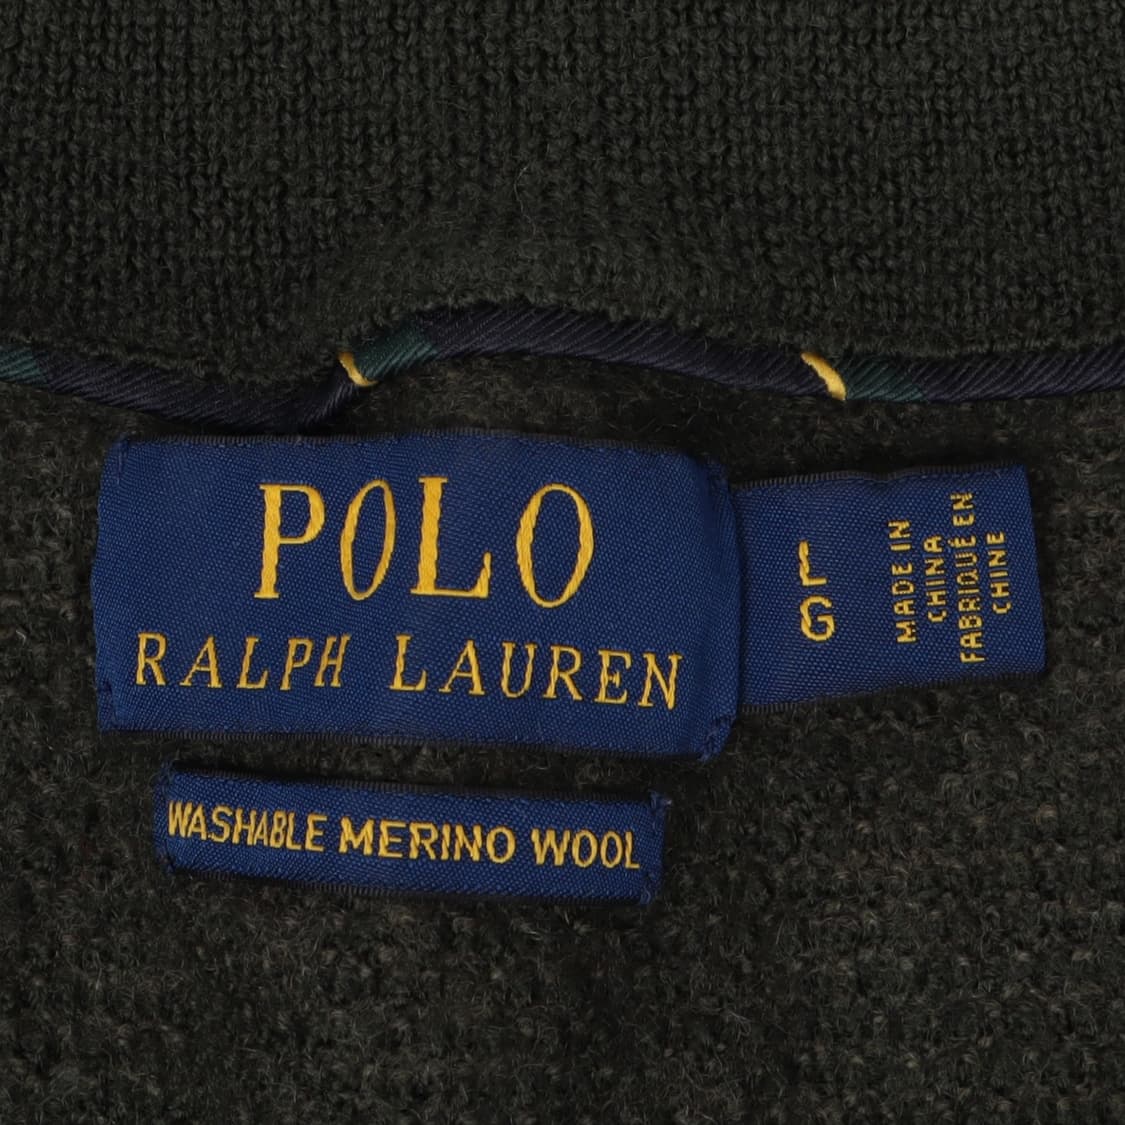 POLO
RALPH LAUREN
L
G
MADE IN
CHINA
FABRIQUÉ EN
CHINE
WASHABLE MERINO WOOL